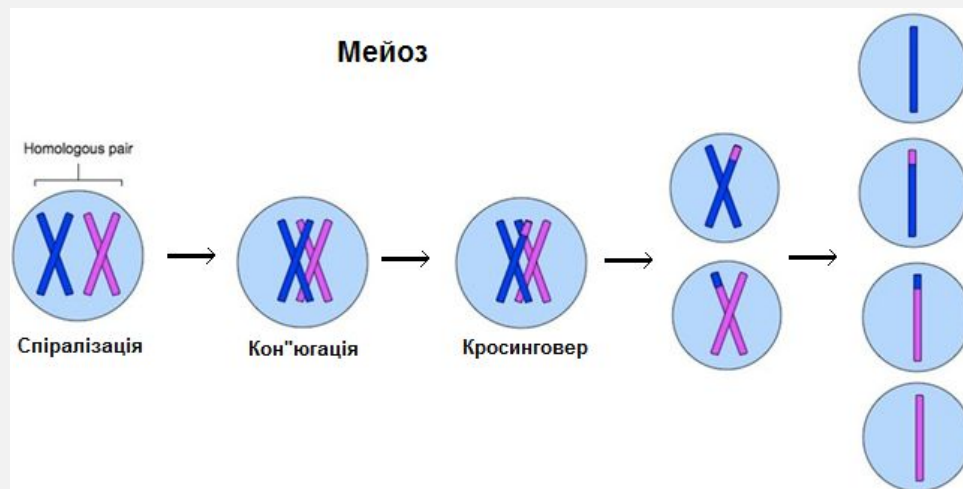 Мейоз
Homologous pair
Спіралізація
Кон"югація
Кросинговер